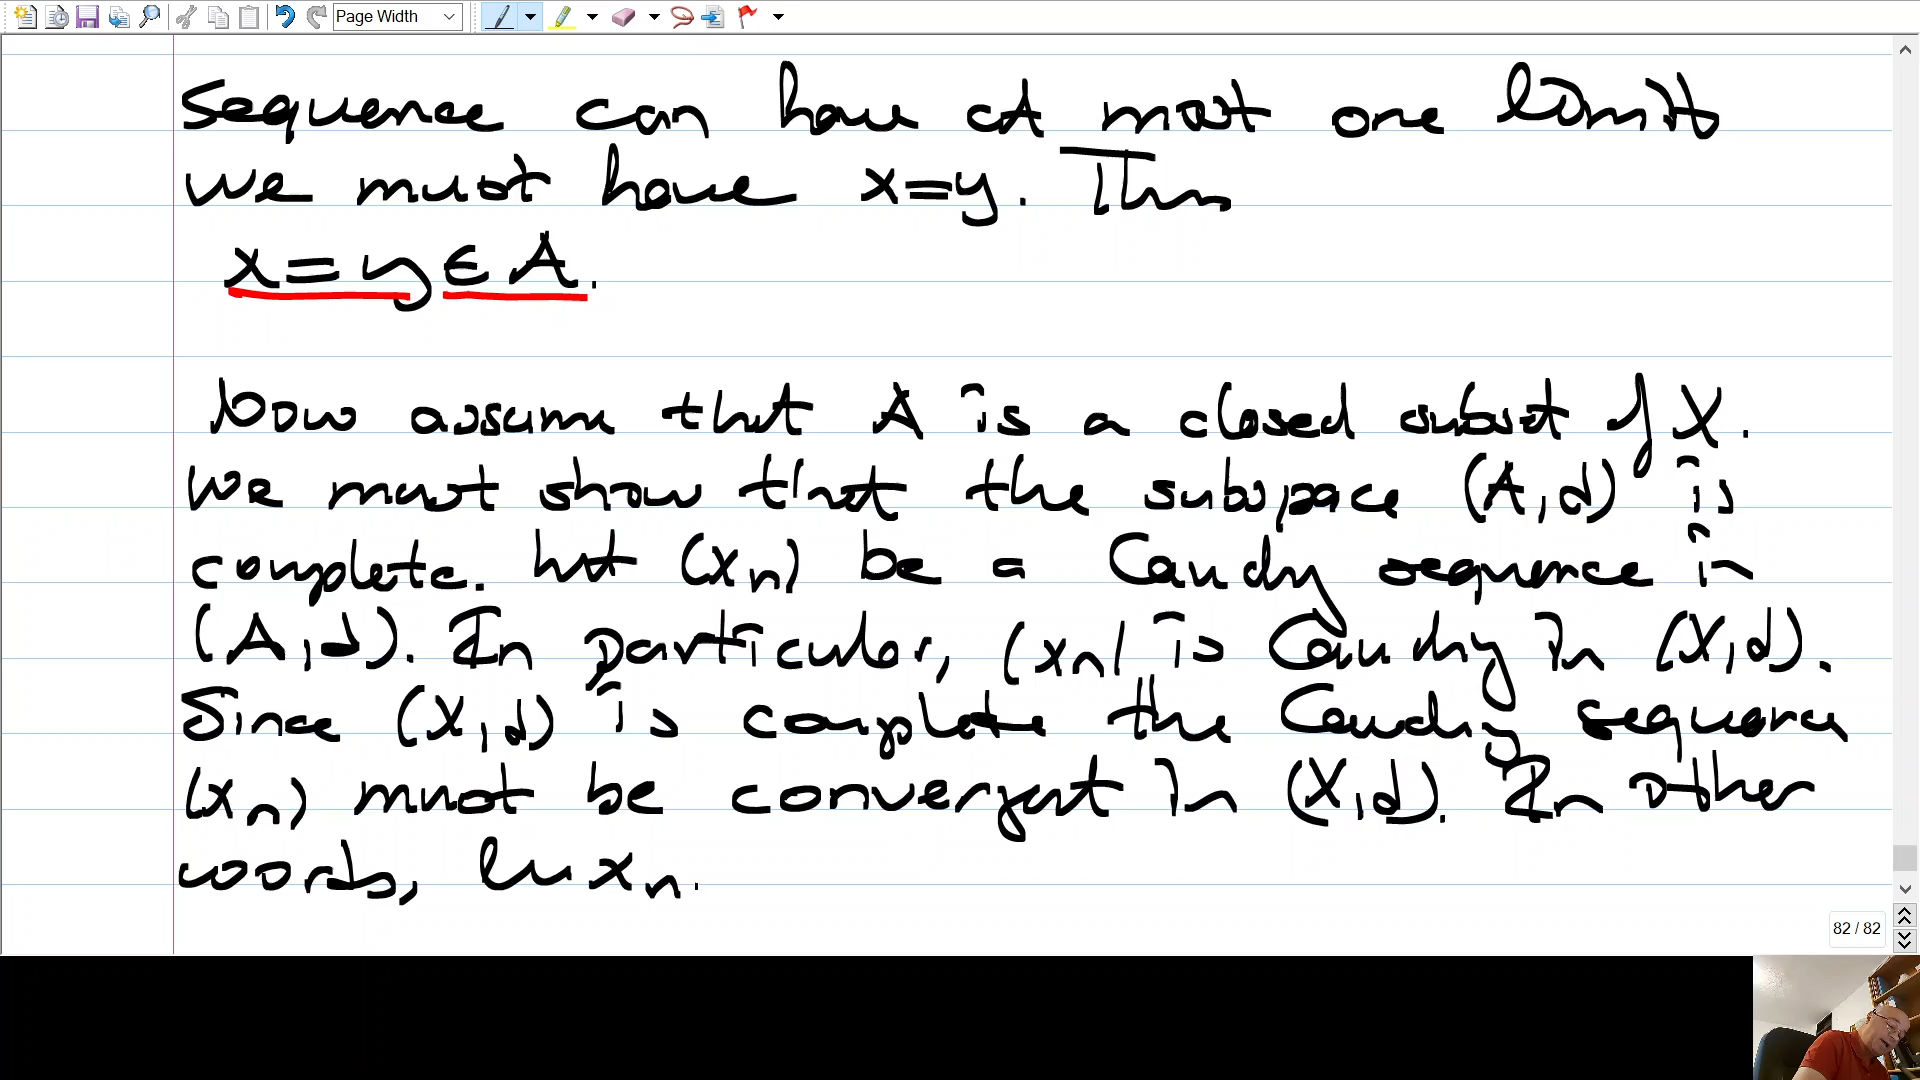 Page Width
Sequence can have at most one limit
we must have x=y. Thus
x=y∈A.
Now assume that A is a closed subset of X.
We must show that the subspace (A,d) is
complete. Let (xₙ) be a Cauchy sequence in
(A,d). In particular, (xₙ) is Cauchy in (X,d).
Since (X,d) is complete the Cauchy sequence
(xₙ) must be convergent in (X,d). In other
words, lim xₙ.
82 / 82